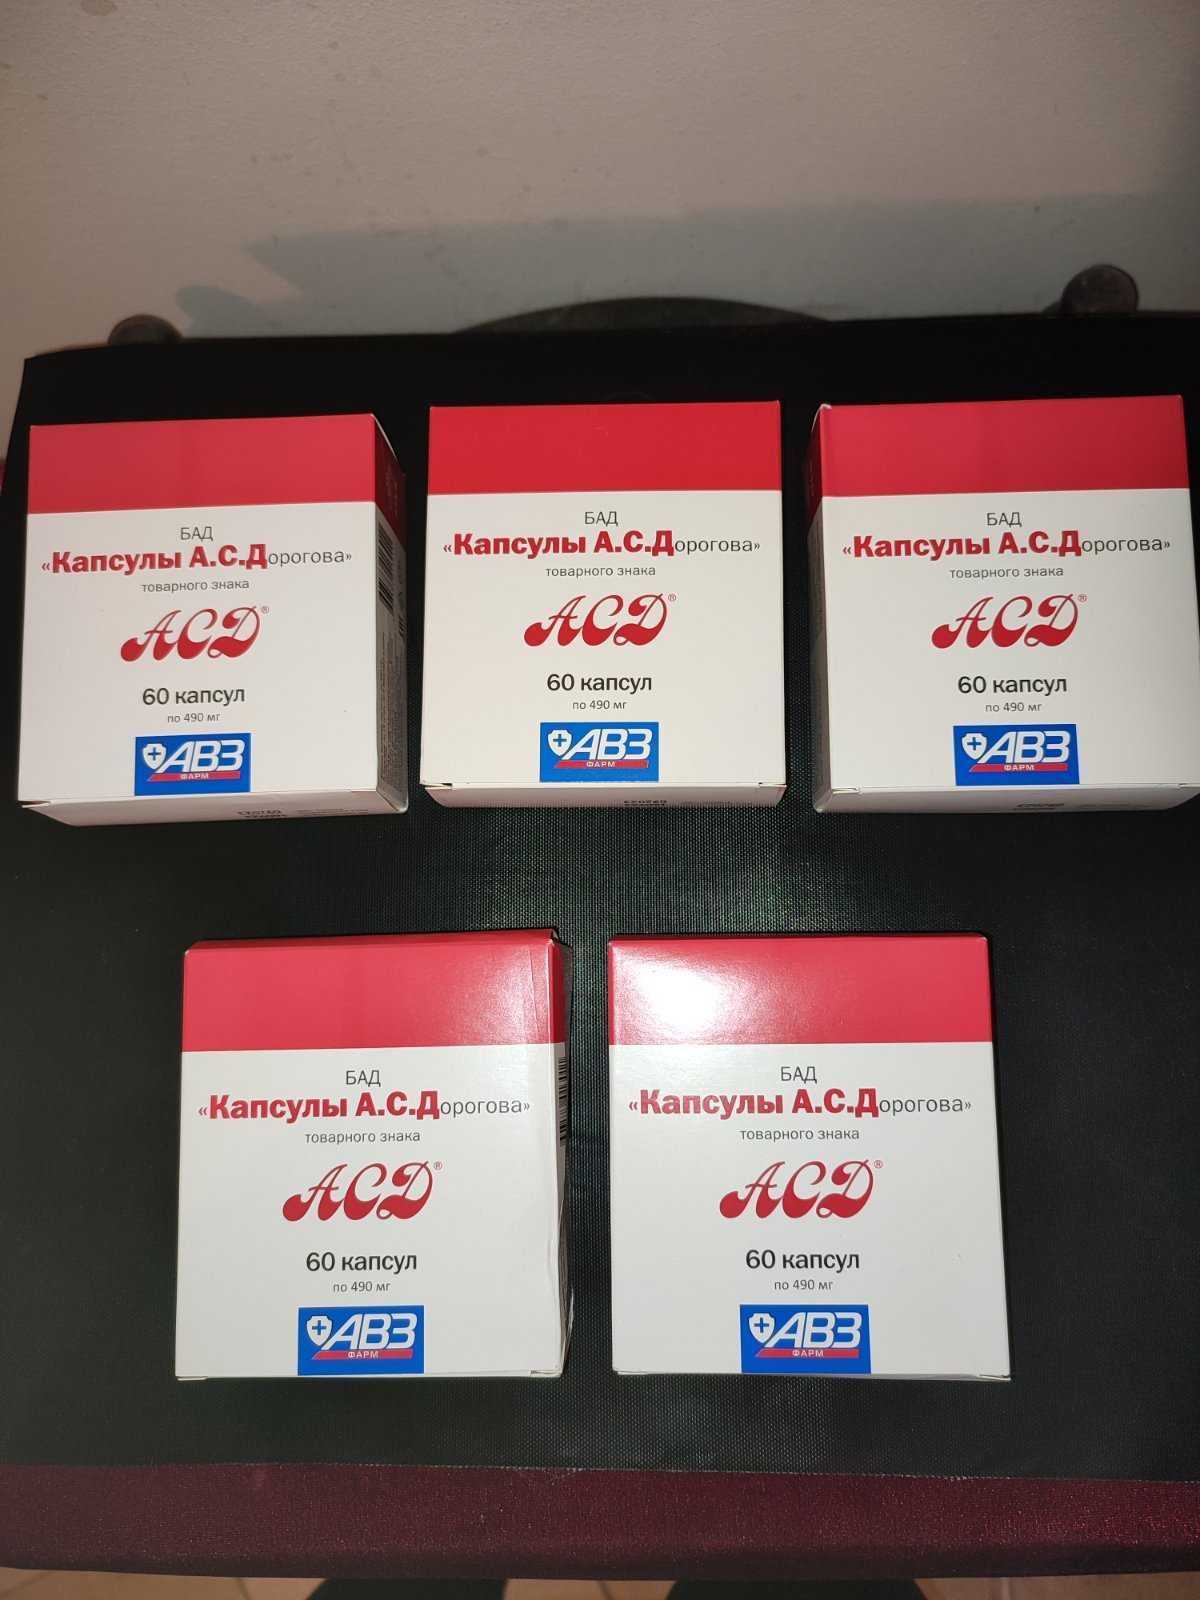 БАД
«Капсулы А.С.Дорогова»
товарного знака
АСД®
60 капсул
по 490 мг
АВЗ
ФАРМ
БАД
«Капсулы А.С.Дорогова»
товарного знака
АСД®
60 капсул
по 490 мг
АВЗ
ФАРМ
БАД
«Капсулы А.С.Дорогова»
товарного знака
АСД®
60 капсул
по 490 мг
АВЗ
ФАРМ
БАД
«Капсулы А.С.Дорогова»
товарного знака
АСД®
60 капсул
по 490 мг
АВЗ
ФАРМ
БАД
«Капсулы А.С.Дорогова»
товарного знака
АСД®
60 капсул
по 490 мг
АВЗ
ФАРМ